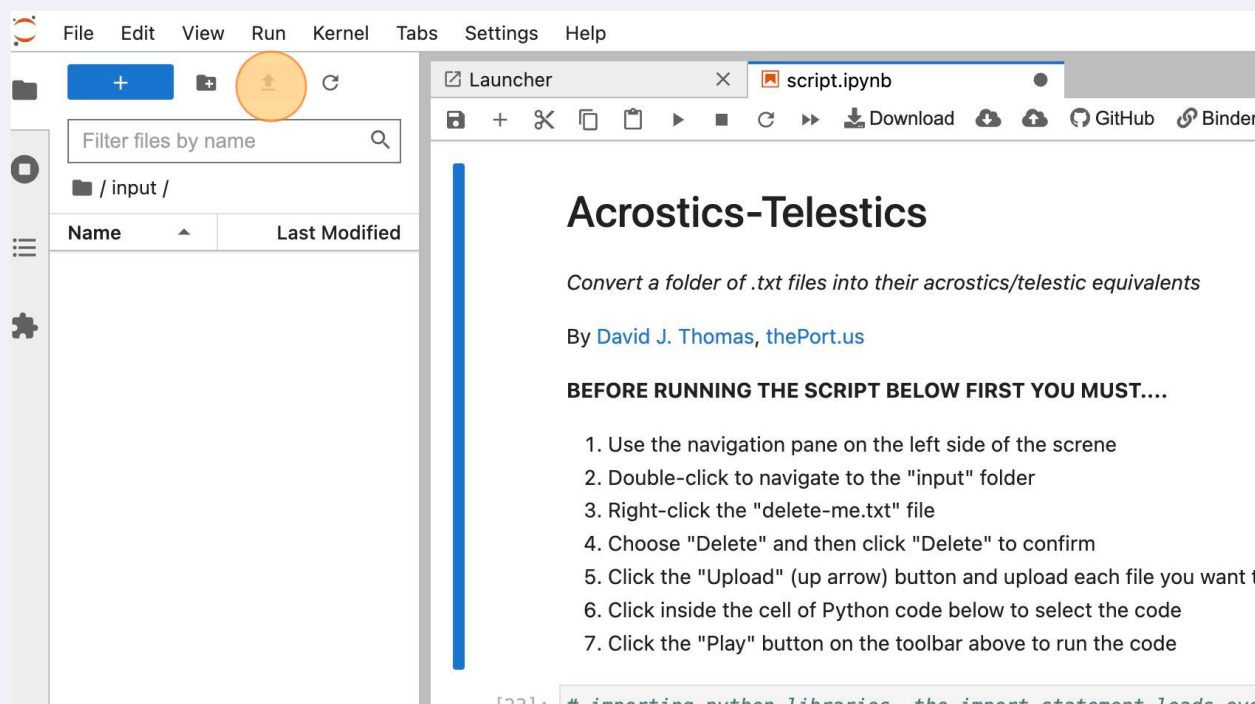 File Edit View Run Kernel Tabs Settings Help
+
Launcher script.ipynb
Filter files by name
Download GitHub Binder
/ input /
Name Last Modified
Acrostics-Telestics
Convert a folder of .txt files into their acrostics/telestic equivalents
By David J. Thomas, thePort.us
BEFORE RUNNING THE SCRIPT BELOW FIRST YOU MUST....
1. Use the navigation pane on the left side of the screne
2. Double-click to navigate to the "input" folder
3. Right-click the "delete-me.txt" file
4. Choose "Delete" and then click "Delete" to confirm
5. Click the "Upload" (up arrow) button and upload each file you want
6. Click inside the cell of Python code below to select the code
7. Click the "Play" button on the toolbar above to run the code
# importing python libraries, the import statement loads